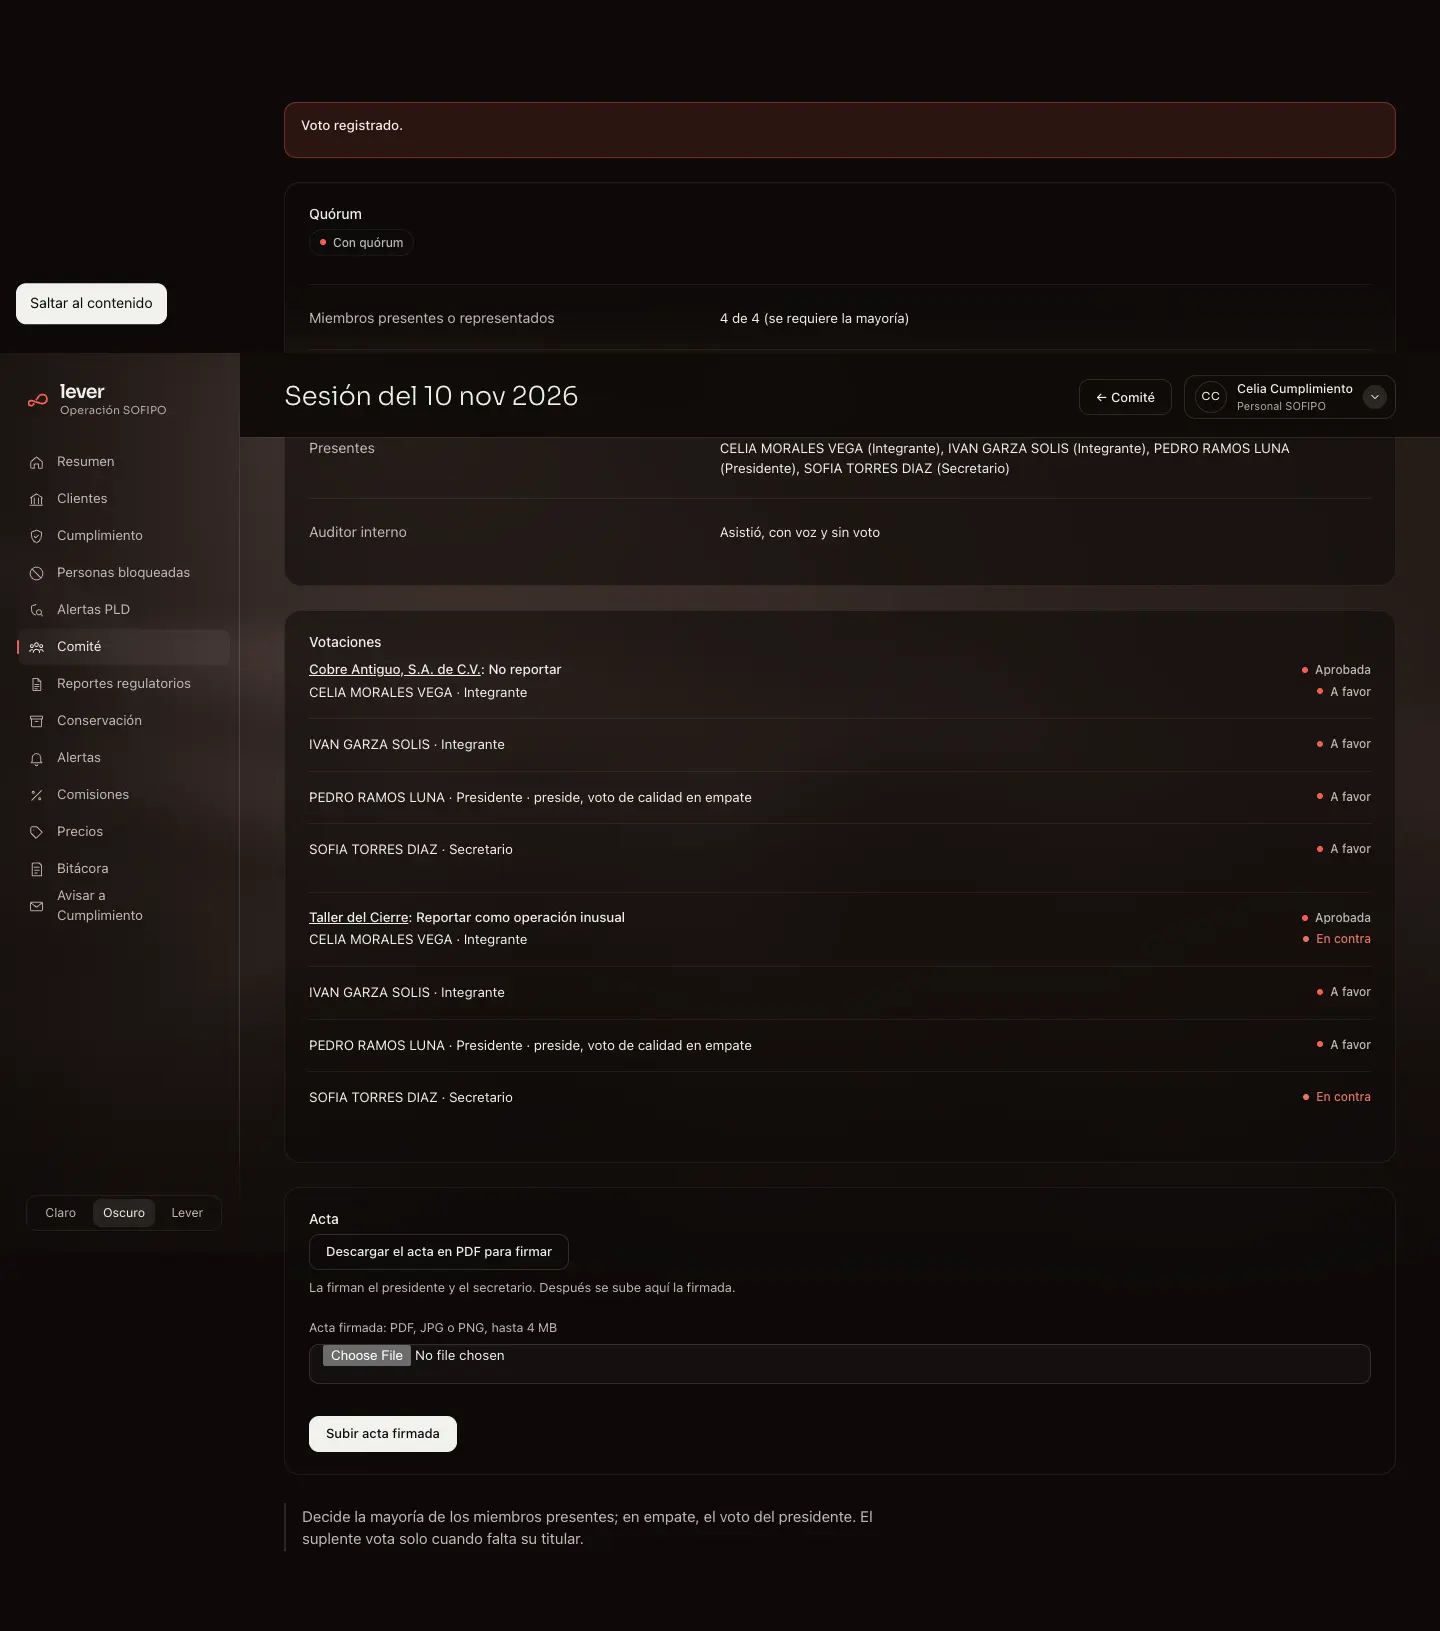 Voto registrado.
Quórum
Con quórum
Saltar al contenido
Miembros presentes o representados
4 de 4 (se requiere la mayoría)
lever
Operación SOFIPO
Sesión del 10 nov 2026
← Comité
CC
Celia Cumplimiento
Personal SOFIPO
Resumen
Clientes
Cumplimiento
Personas bloqueadas
Alertas PLD
Comité
Reportes regulatorios
Conservación
Alertas
Comisiones
Precios
Bitácora
Avisar a
Cumplimiento
Claro
Oscuro
Lever
Presentes
CELIA MORALES VEGA (Integrante), IVAN GARZA SOLIS (Integrante), PEDRO RAMOS LUNA
(Presidente), SOFIA TORRES DIAZ (Secretario)
Auditor interno
Asistió, con voz y sin voto
Votaciones
Cobre Antiguo, S.A. de C.V.: No reportar
Aprobada
CELIA MORALES VEGA · Integrante
A favor
IVAN GARZA SOLIS · Integrante
A favor
PEDRO RAMOS LUNA · Presidente · preside, voto de calidad en empate
A favor
SOFIA TORRES DIAZ · Secretario
A favor
Taller del Cierre: Reportar como operación inusual
Aprobada
CELIA MORALES VEGA · Integrante
En contra
IVAN GARZA SOLIS · Integrante
A favor
PEDRO RAMOS LUNA · Presidente · preside, voto de calidad en empate
A favor
SOFIA TORRES DIAZ · Secretario
En contra
Acta
Descargar el acta en PDF para firmar
La firman el presidente y el secretario. Después se sube aquí la firmada.
Acta firmada: PDF, JPG o PNG, hasta 4 MB
Choose File No file chosen
Subir acta firmada
Decide la mayoría de los miembros presentes; en empate, el voto del presidente. El
suplente vota solo cuando falta su titular.